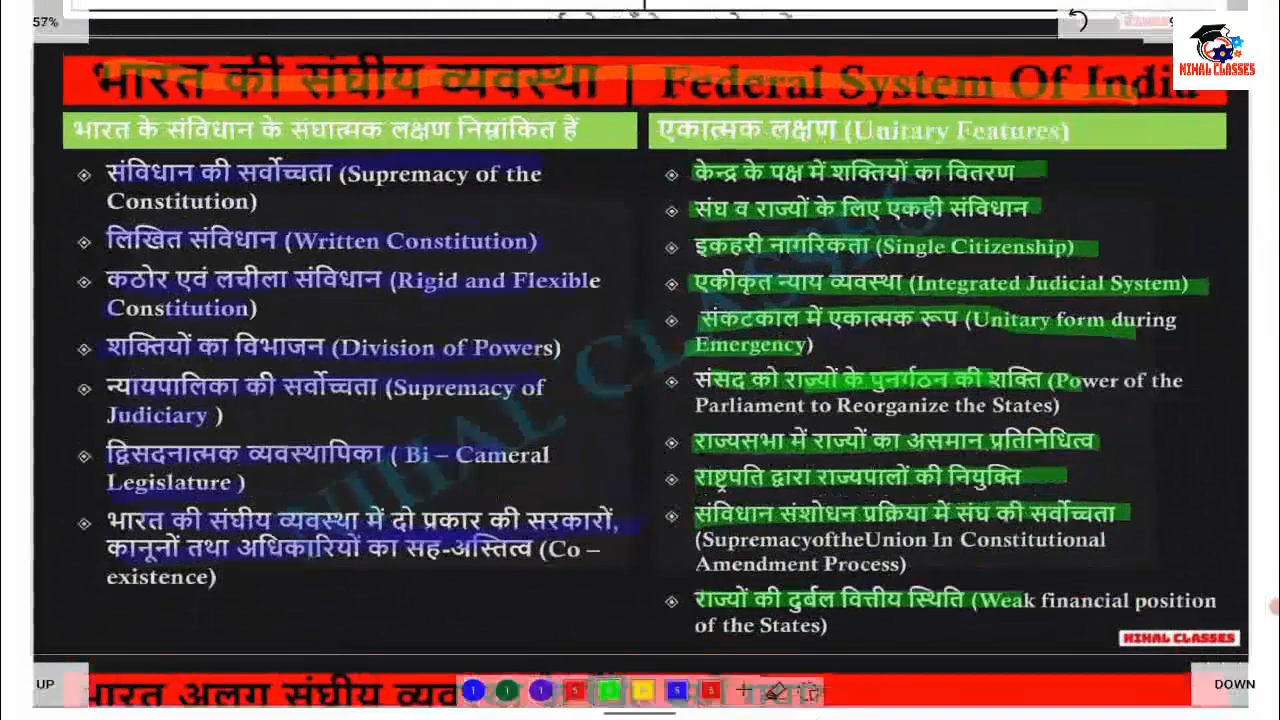 57%
NIHAL CLASSES
भारत की संघीय व्यवस्था | Federal System Of India
भारत के संविधान के संघात्मक लक्षण निम्नांकित हैं
संविधान की सर्वोच्चता (Supremacy of the
Constitution)
लिखित संविधान (Written Constitution)
कठोर एवं लचीला संविधान (Rigid and Flexible
Constitution)
शक्तियों का विभाजन (Division of Powers)
न्यायपालिका की सर्वोच्चता (Supremacy of
Judiciary )
द्विसदनात्मक व्यवस्थापिका ( Bi – Cameral
Legislature )
भारत की संघीय व्यवस्था में दो प्रकार की सरकारों,
कानूनों तथा अधिकारियों का सह-अस्तित्व (Co –
existence)
एकात्मक लक्षण (Unitary Features)
केन्द्र के पक्ष में शक्तियों का वितरण
संघ व राज्यों के लिए एकही संविधान
इकहरी नागरिकता (Single Citizenship)
एकीकृत न्याय व्यवस्था (Integrated Judicial System)
संकटकाल में एकात्मक रूप (Unitary form during
Emergency)
संसद को राज्यों के पुनर्गठन की शक्ति (Power of the
Parliament to Reorganize the States)
राज्यसभा में राज्यों का असमान प्रतिनिधित्व
राष्ट्रपति द्वारा राज्यपालों की नियुक्ति
संविधान संशोधन प्रक्रिया में संघ की सर्वोच्चता
(SupremacyoftheUnion In Constitutional
Amendment Process)
राज्यों की दुर्बल वित्तीय स्थिति (Weak financial position
of the States)
NIHAL CLASSES
NIHAL CLASSES
UP
DOWN
भारत अलग संघीय